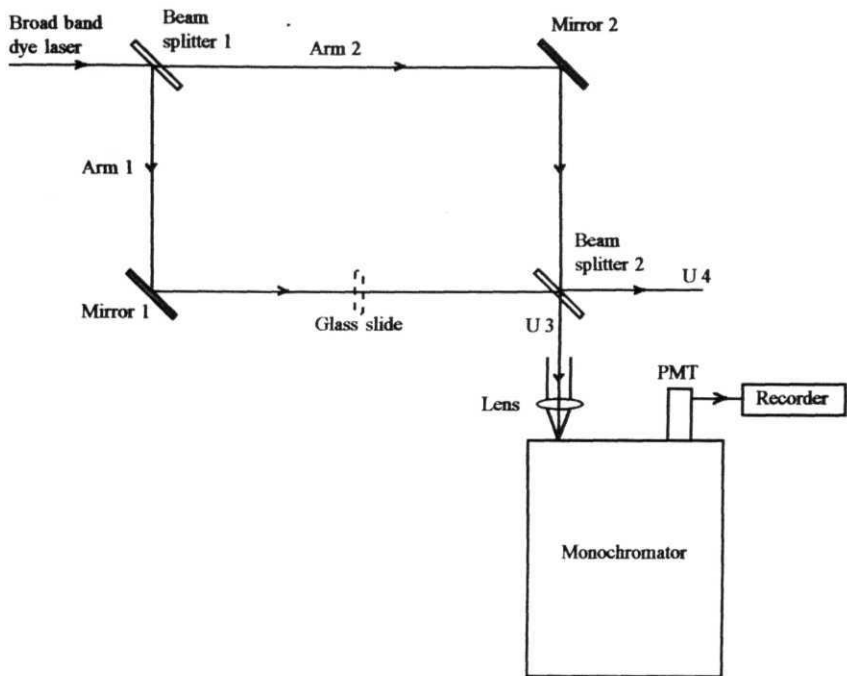 Broad band
dye laser
Beam
splitter 1
Arm 2
Mirror 2
Arm 1
Beam
splitter 2
U 4
Mirror 1
Glass slide
U 3
PMT
Lens
Recorder
Monochromator